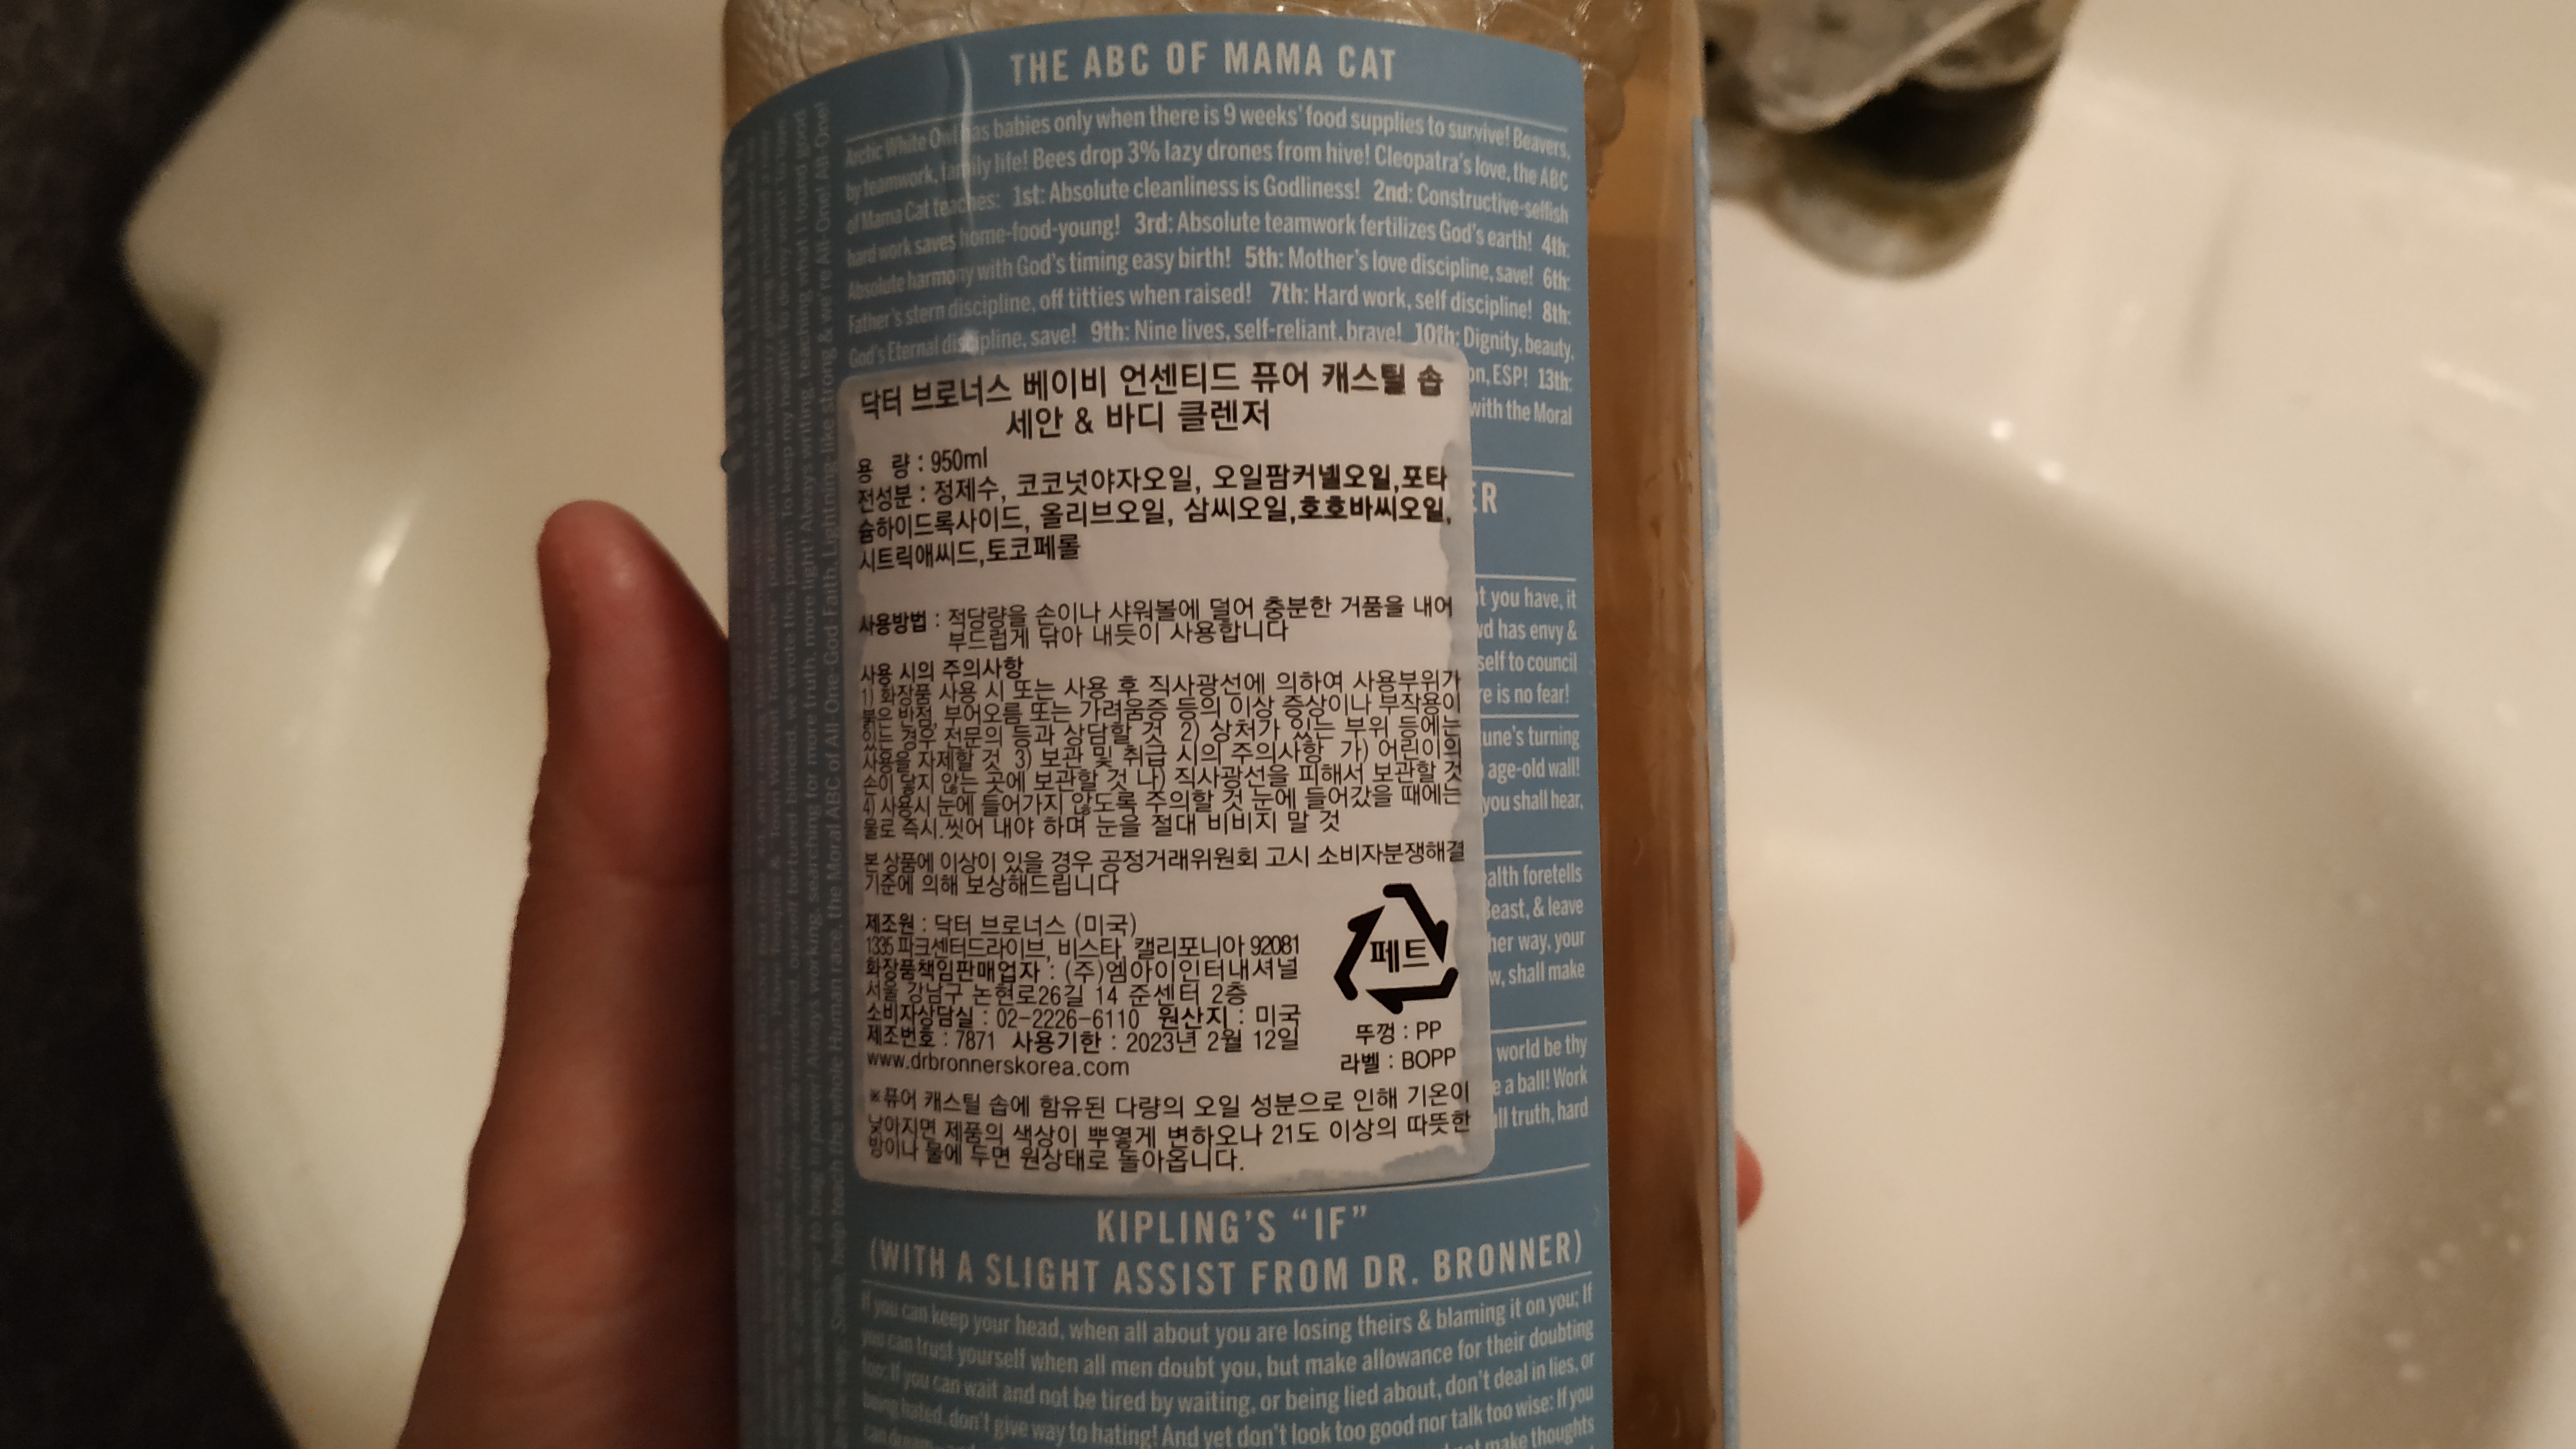 THE ABC OF MAMA CAT
Arctic White Owl has babies only when there is 9 weeks' food supplies to survive! Beavers,
by teamwork, family life! Bees drop 3% lazy drones from hive! Cleopatra's love, the ABC
of Mama Cat teaches: 1st: Absolute cleanliness is Godliness! 2nd: Constructive-selfish
hard work saves home-food-young! 3rd: Absolute teamwork fertilizes God's earth! 4th:
Absolute harmony with God's timing easy birth! 5th: Mother's love discipline, save! 6th:
Father's stern discipline, off titties when raised! 7th: Hard work, self discipline! 8th:
God's Eternal discipline, save! 9th: Nine lives, self-reliant, brave! 10th: Dignity, beauty,
on, ESP! 13th:
with the Moral
닥터 브로너스 베이비 언센티드 퓨어 캐스틸 솝
세안 & 바디 클렌저
용 량 : 950ml
전성분 : 정제수, 코코넛야자오일, 오일팜커넬오일,포타
슘하이드록사이드, 올리브오일, 삼씨오일,호호바씨오일,
시트릭애씨드,토코페롤
사용방법 : 적당량을 손이나 샤워볼에 덜어 충분한 거품을 내어
부드럽게 닦아 내듯이 사용합니다
사용 시의 주의사항
1) 화장품 사용 시 또는 사용 후 직사광선에 의하여 사용부위가
붉은 반점, 부어오름 또는 가려움증 등의 이상 증상이나 부작용이
있는 경우 전문의 등과 상담할 것 2) 상처가 있는 부위 등에는
사용을 자제할 것 3) 보관 및 취급 시의 주의사항 가) 어린이의
손이 닿지 않는 곳에 보관할 것 나) 직사광선을 피해서 보관할 것
4) 사용시 눈에 들어가지 않도록 주의할 것 눈에 들어갔을 때에는
물로 즉시.씻어 내야 하며 눈을 절대 비비지 말 것
본 상품에 이상이 있을 경우 공정거래위원회 고시 소비자분쟁해결
기준에 의해 보상해드립니다
제조원 : 닥터 브로너스 (미국)
1335 파크센터드라이브, 비스타, 캘리포니아 92081
화장품책임판매업자 : (주)엠아이인터내셔널
서울 강남구 논현로26길 14 준센터 2층
소비자상담실 : 02-2226-6110 원산지 : 미국
제조번호 : 7871 사용기한 : 2023년 2월 12일
www.drbronnerskorea.com
페트
뚜껑 : PP
라벨 : BOPP
※퓨어 캐스틸 솝에 함유된 다량의 오일 성분으로 인해 기온이
낮아지면 제품의 색상이 뿌옇게 변하오나 21도 이상의 따뜻한
방이나 물에 두면 원상태로 돌아옵니다.
ER
t you have, it
wd has envy &
self to council
re is no fear!
une's turning
age-old wall!
you shall hear,
alth foretells
Beast, & leave
her way, your
w, shall make
world be thy
e a ball! Work
ll truth, hard
KIPLING'S "IF"
(WITH A SLIGHT ASSIST FROM DR. BRONNER)
If you can keep your head, when all about you are losing theirs & blaming it on you; If
you can trust yourself when all men doubt you, but make allowance for their doubting
too; If you can wait and not be tired by waiting, or being lied about, don't deal in lies, or
being hated, don't give way to hating! And yet don't look too good nor talk too wise: If you
make thoughts